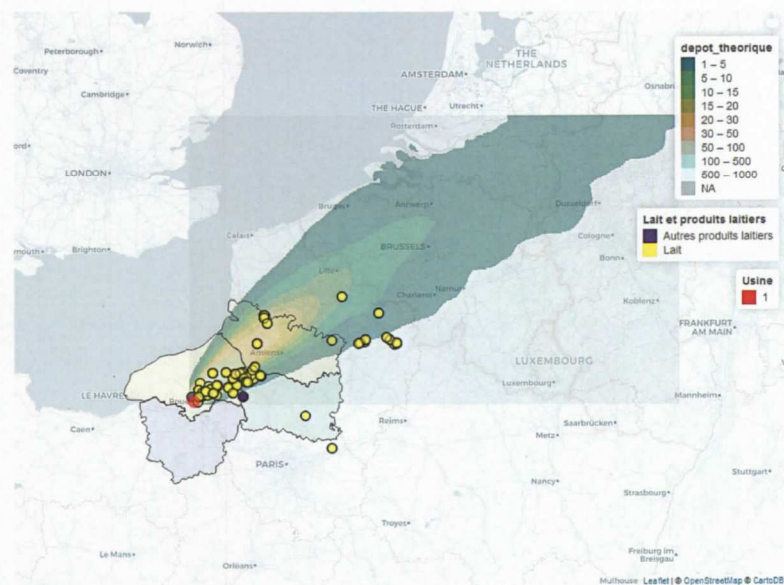 Norwich
Peterborough
Coventry
Cambridge
LONDON
Brighton
THE NETHERLANDS
AMSTERDAM
THE HAGUE
Utrecht
Rotterdam
Osnabrü
depot_theorique
1 – 5
5 – 10
10 – 15
15 – 20
20 – 30
30 – 50
50 – 100
100 – 500
500 – 1000
NA
Lait et produits laitiers
Autres produits laitiers
Lait
Usine
1
Bruges
Antwerp
Dusseldorf
Calais
BRUSSELS
Cologne
Bonn
Lille
Charleroi
Namur
Koblenz
FRANKFURT AM MAIN
Amiens
LUXEMBOURG
Luxembourg
Mannheim
LE HAVRE
Caen
Reims
Saarbrücken
Metz
PARIS
Nancy
Stuttgart
Strasbourg
Troyes
Le Mans
Orléans
Freiburg im Breisgau
Mulhouse
Leaflet | © OpenStreetMap © CartoDB